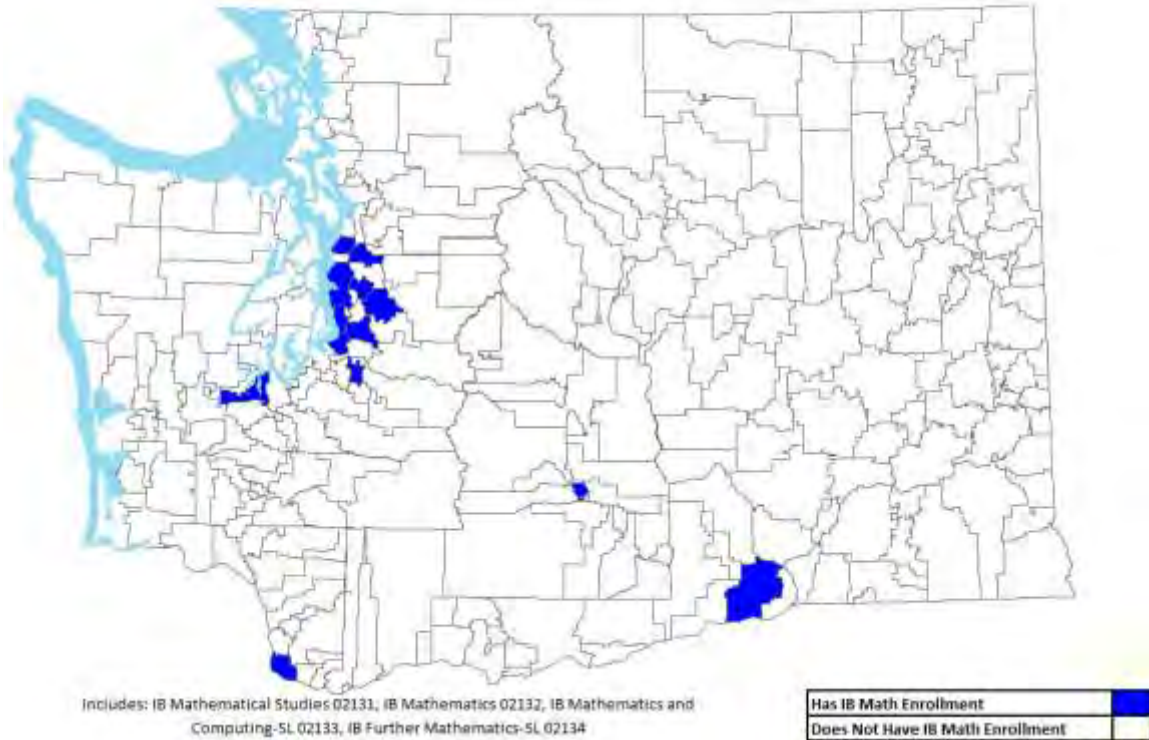 Includes: IB Mathematical Studies 02131, IB Mathematics 02132, IB Mathematics and
Computing-SL 02133, IB Further Mathematics-SL 02134
Has IB Math Enrollment
Does Not Have IB Math Enrollment